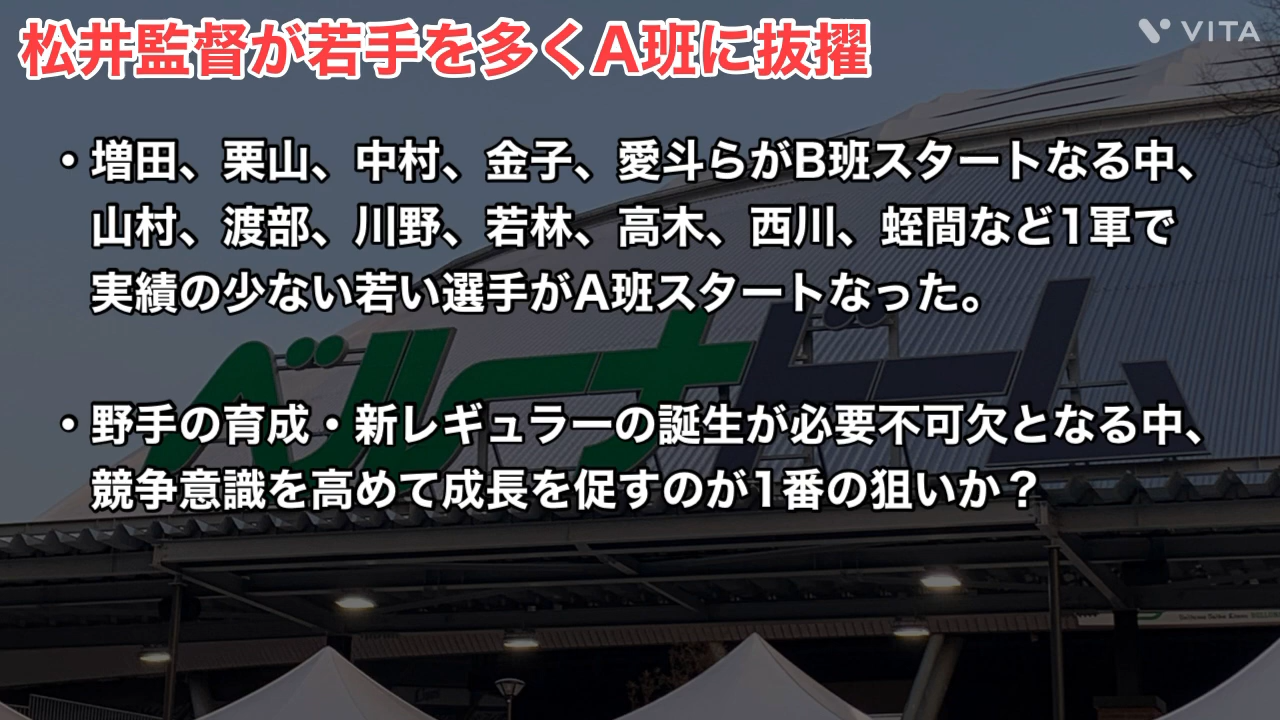 松井監督が若手を多くA班に抜擢
VITA
・増田、栗山、中村、金子、愛斗らがB班スタートなる中、
山村、渡部、川野、若林、高木、西川、蛭間など1軍で
実績の少ない若い選手がA班スタートなった。
ベルーナドーム
・野手の育成・新レギュラーの誕生が必要不可欠となる中、
競争意識を高めて成長を促すのが1番の狙いか？